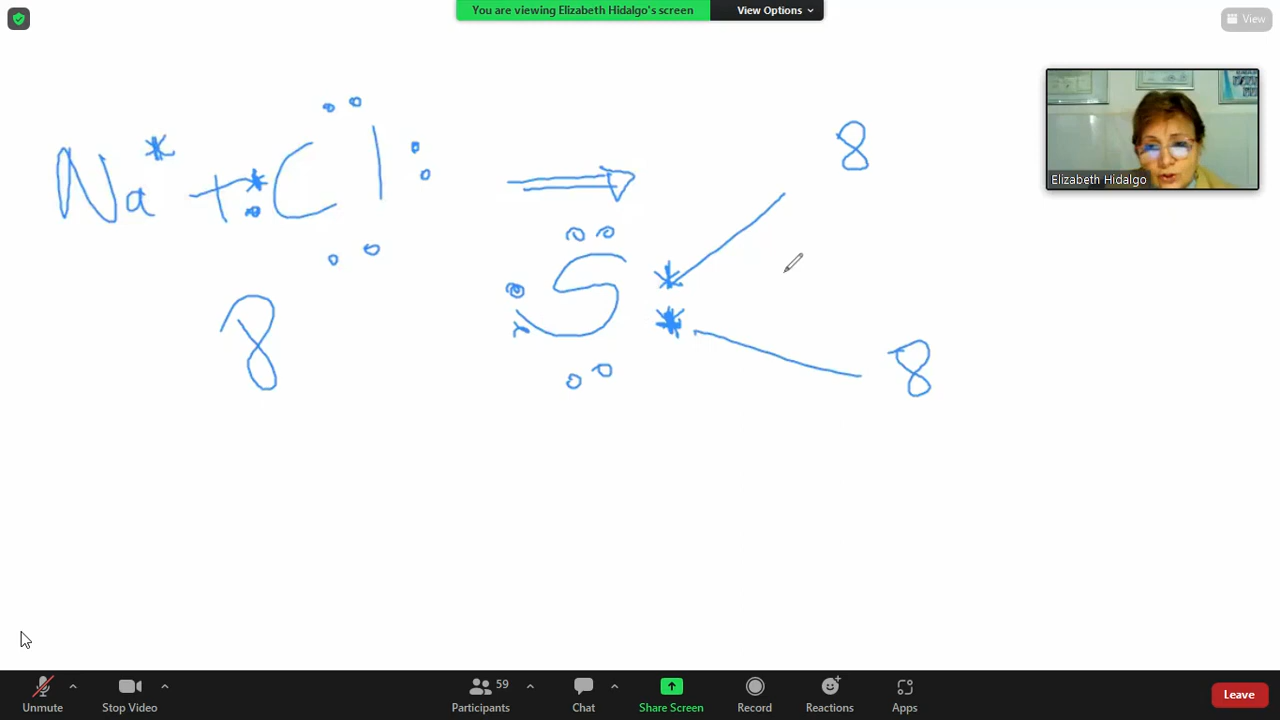 You are viewing Elizabeth Hidalgo's screen
View Options
View
Na + Cl
8
Elizabeth Hidalgo
S
8
8
Unmute
Stop Video
59
Participants
Chat
Share Screen
Record
Reactions
Apps
Leave